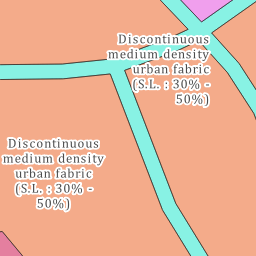 Discontinuous
medium density
urban fabric
(S.L. : 30% -
50%)
Discontinuous
medium density
urban fabric
(S.L. : 30% -
50%)